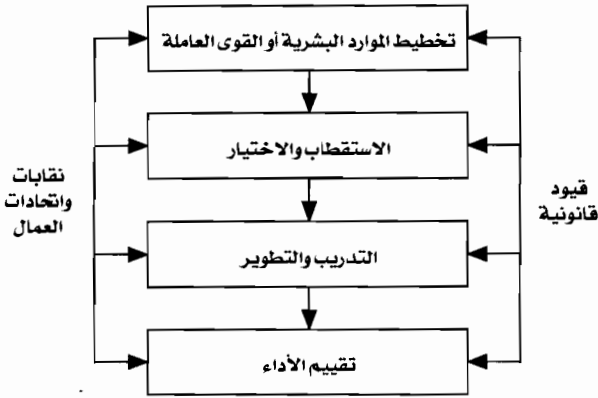 تخطيط الموارد البشرية أو القوى العاملة
الاستقطاب والاختيار
قيود
قانونية
نقابات
واتحادات
العمال
التدريب والتطوير
تقييم الأداء